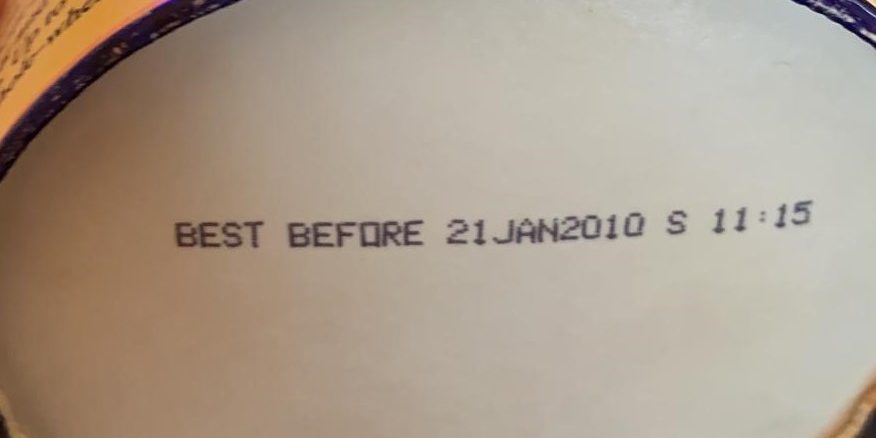 BEST BEFORE 21JAN2010 S 11:15